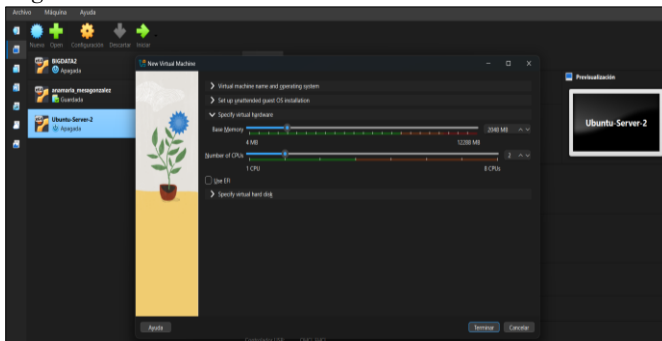 Archivo Máquina Ayuda
Nueva Open Configuración Descartar Iniciar
BIGDATA2
Apagada
anamaria_mesagonzalez
Guardada
Ubuntu-Server-2
Apagada
New Virtual Machine
Virtual machine name and operating system
Set up unattended guest OS installation
Specify virtual hardware
Base Memory 2048 MB
4 MB 12288 MB
Number of CPUs 2
1 CPU 8 CPUs
Use EFI
Specify virtual hard disk
Ayuda Terminar Cancelar
Previsualización
Ubuntu-Server-2